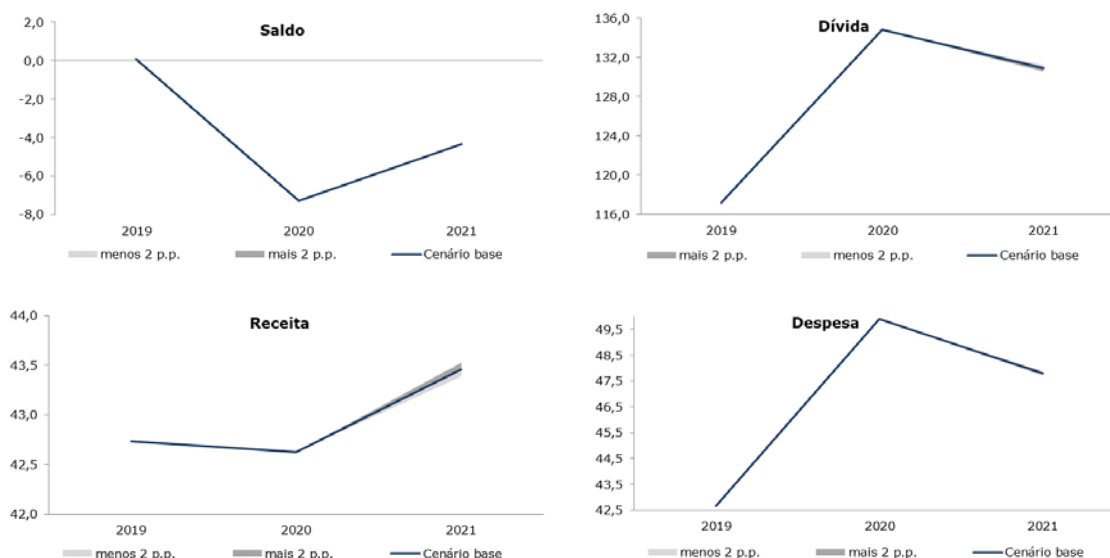 Saldo
2,0
0,0
-2,0
-4,0
-6,0
-8,0
2019 2020 2021
menos 2 p.p. mais 2 p.p. Cenário base
Dívida
136,0
132,0
128,0
124,0
120,0
116,0
2019 2020 2021
mais 2 p.p. menos 2 p.p. Cenário base
Receita
44,0
43,5
43,0
42,5
42,0
2019 2020 2021
menos 2 p.p. mais 2 p.p. Cenário base
Despesa
49,5
48,5
47,5
46,5
45,5
44,5
43,5
42,5
2019 2020 2021
menos 2 p.p. mais 2 p.p. Cenário base